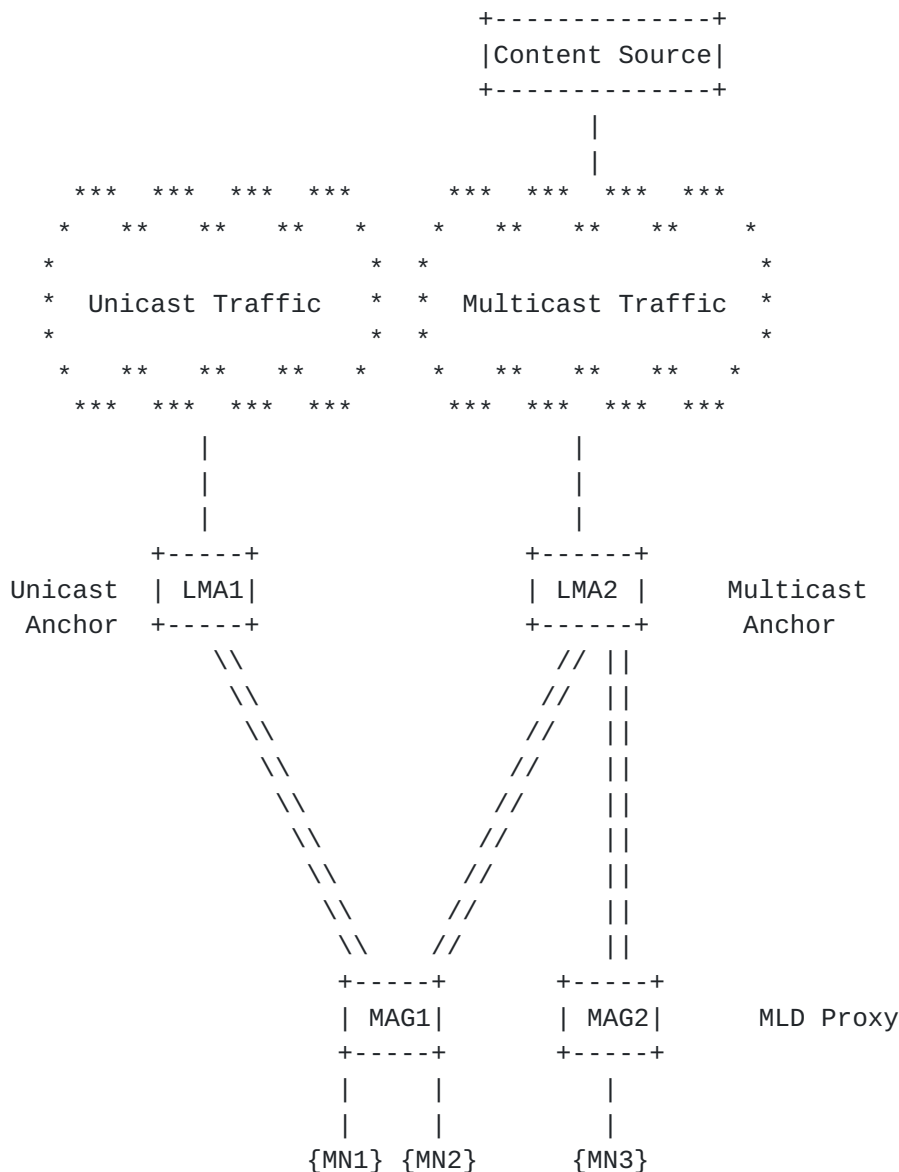 Content Source
Unicast Traffic Multicast Traffic
Unicast LMA1 LMA2 Multicast
Anchor Anchor
MAG1 MAG2 MLD Proxy
{MN1} {MN2} {MN3}